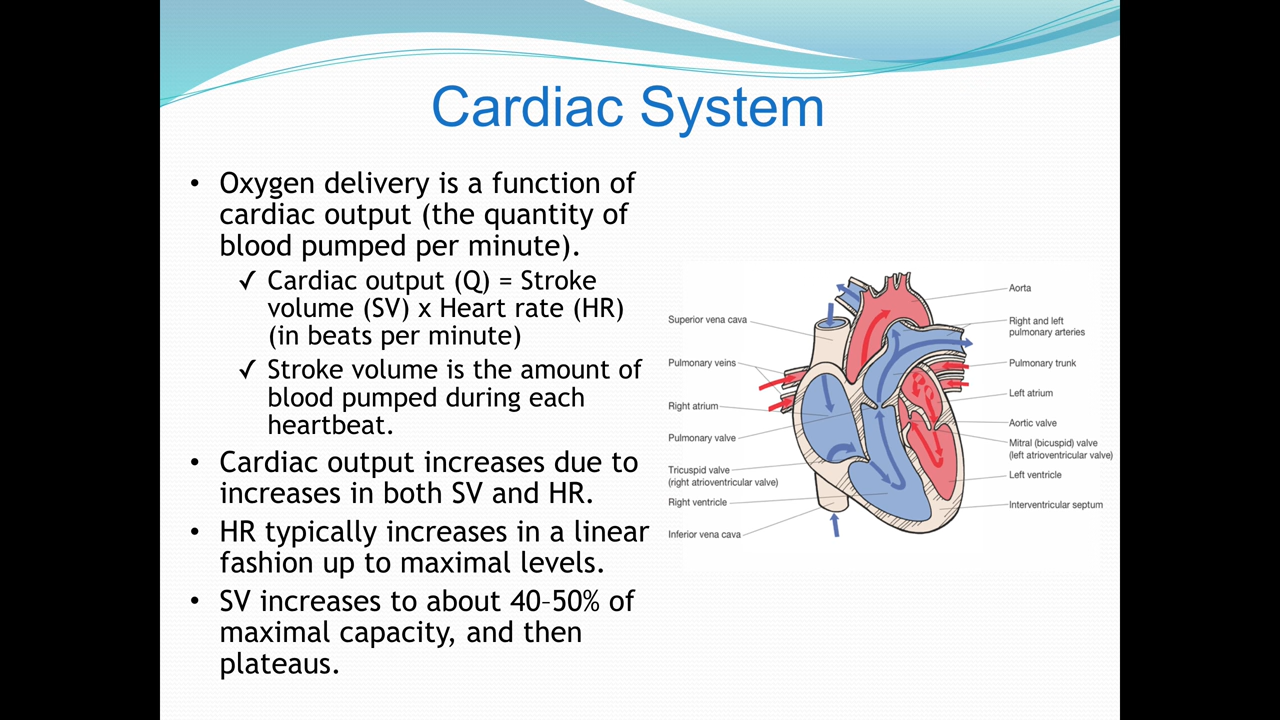 Cardiac System
• Oxygen delivery is a function of
cardiac output (the quantity of
blood pumped per minute).
✓ Cardiac output (Q) = Stroke
volume (SV) x Heart rate (HR)
(in beats per minute)
✓ Stroke volume is the amount of
blood pumped during each
heartbeat.
• Cardiac output increases due to
increases in both SV and HR.
• HR typically increases in a linear
fashion up to maximal levels.
• SV increases to about 40–50% of
maximal capacity, and then
plateaus.
Superior vena cava
Pulmonary veins
Right atrium
Pulmonary valve
Tricuspid valve
(right atrioventricular valve)
Right ventricle
Inferior vena cava
Aorta
Right and left
pulmonary arteries
Pulmonary trunk
Left atrium
Aortic valve
Mitral (bicuspid) valve
(left atrioventricular valve)
Left ventricle
Interventricular septum